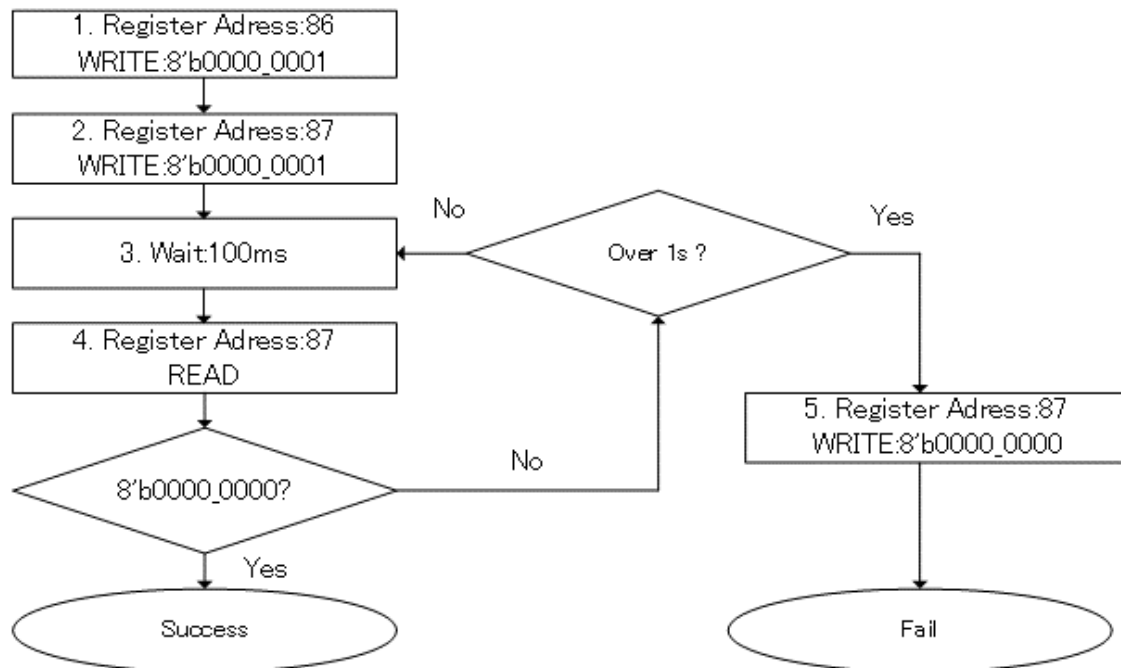 1. Register Adress:86
WRITE:8'b0000_0001
2. Register Adress:87
WRITE:8'b0000_0001
No
Yes
3. Wait:100ms
Over 1s ?
4. Register Adress:87
READ
5. Register Adress:87
WRITE:8'b0000_0000
No
8'b0000_0000?
Yes
Success
Fail